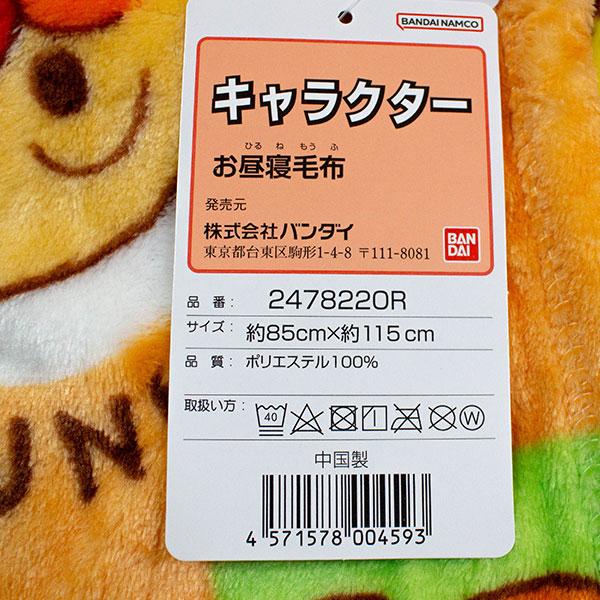 BANDAI NAMCO
キャラクター
ひる ね もう ふ
お昼寝毛布
発売元
株式会社バンダイ
東京都台東区駒形1-4-8 〒111-8081
BAN
DAI
品 番： 2478220R
サイズ： 約85cm×約115cm
品 質： ポリエステル100%
取扱い方： 40 W
中国製
4 571578 004593
UN